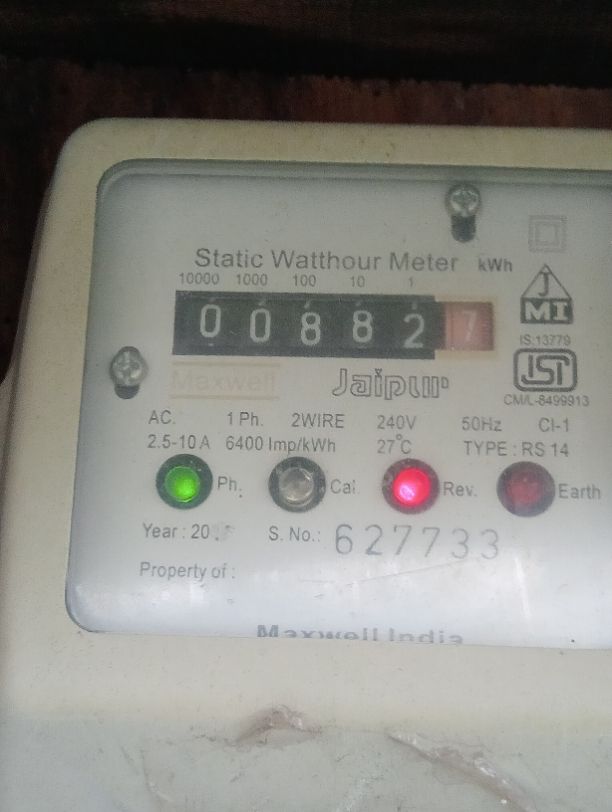 Static Watthour Meter kWh
10000 1000 100 10 1
0 0 8 8 2 7
J
MI
IS:13779
ISI
CM/L-8499913
Maxwell
Jaipur
AC. 1 Ph. 2WIRE 240V 50Hz Cl-1
2.5-10 A 6400 Imp/kWh 27°C TYPE : RS 14
Ph. Cal. Rev. Earth
Year : 20 S. No.: 627733
Property of :
Maxwell India